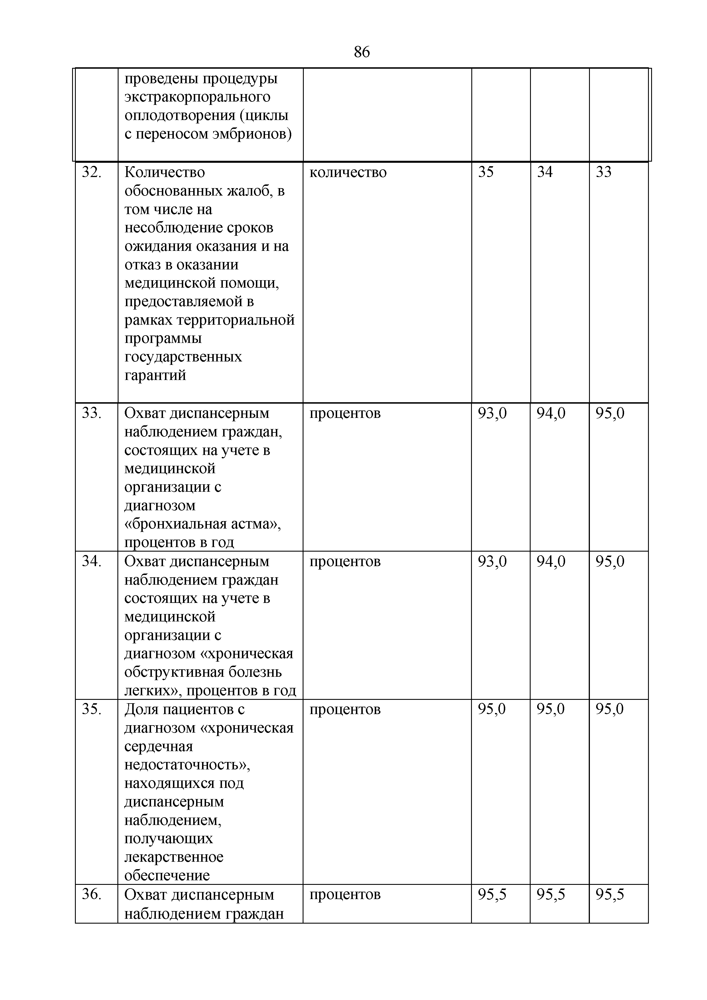 86
проведены процедуры
экстракорпорального
оплодотворения (циклы
с переносом эмбрионов)
32. Количество количество 35 34 33
обоснованных жалоб, в
том числе на
несоблюдение сроков
ожидания оказания и на
отказ в оказании
медицинской помощи,
предоставляемой в
рамках территориальной
программы
государственных
гарантий
33. Охват диспансерным процентов 93,0 94,0 95,0
наблюдением граждан,
состоящих на учете в
медицинской
организации с
диагнозом
«бронхиальная астма»,
процентов в год
34. Охват диспансерным процентов 93,0 94,0 95,0
наблюдением граждан
состоящих на учете в
медицинской
организации с
диагнозом «хроническая
обструктивная болезнь
легких», процентов в год
35. Доля пациентов с процентов 95,0 95,0 95,0
диагнозом «хроническая
сердечная
недостаточность»,
находящихся под
диспансерным
наблюдением,
получающих
лекарственное
обеспечение
36. Охват диспансерным процентов 95,5 95,5 95,5
наблюдением граждан